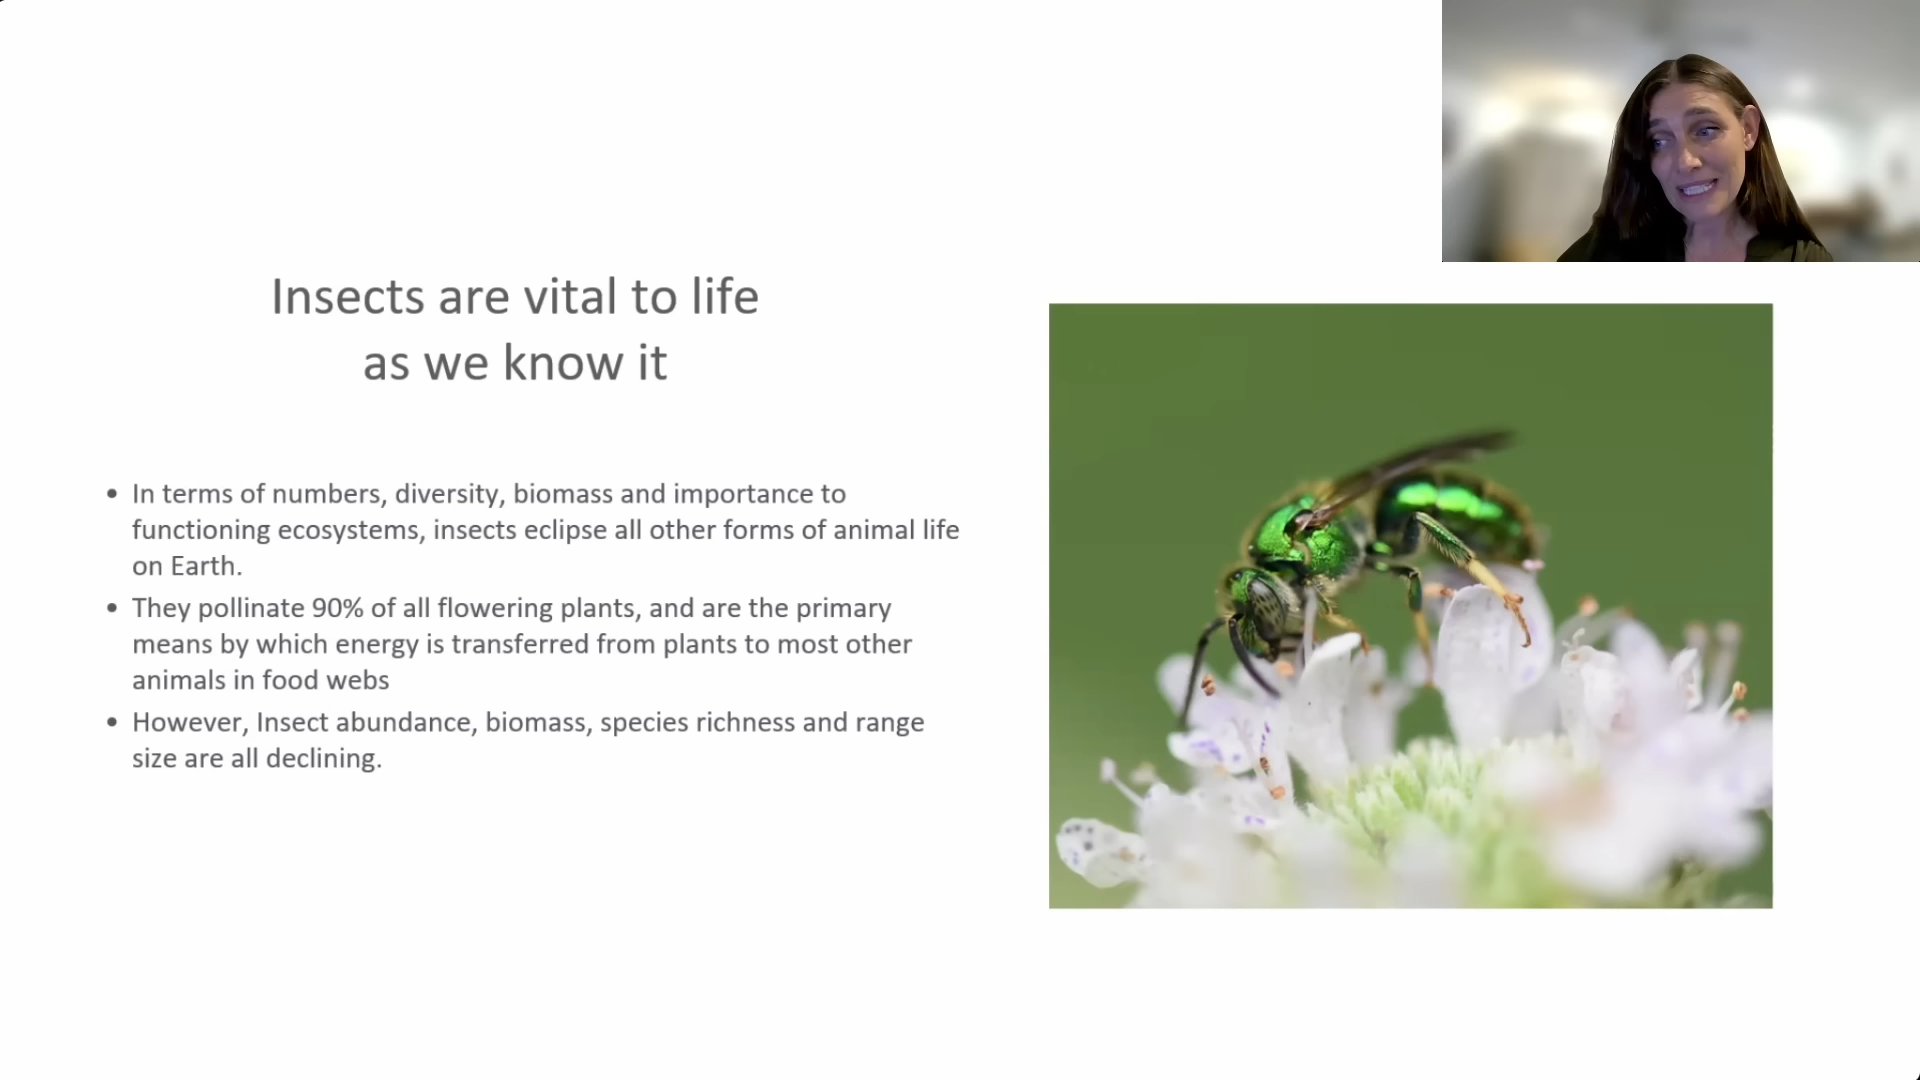 Insects are vital to life
as we know it
• In terms of numbers, diversity, biomass and importance to
functioning ecosystems, insects eclipse all other forms of animal life
on Earth.
• They pollinate 90% of all flowering plants, and are the primary
means by which energy is transferred from plants to most other
animals in food webs
• However, Insect abundance, biomass, species richness and range
size are all declining.